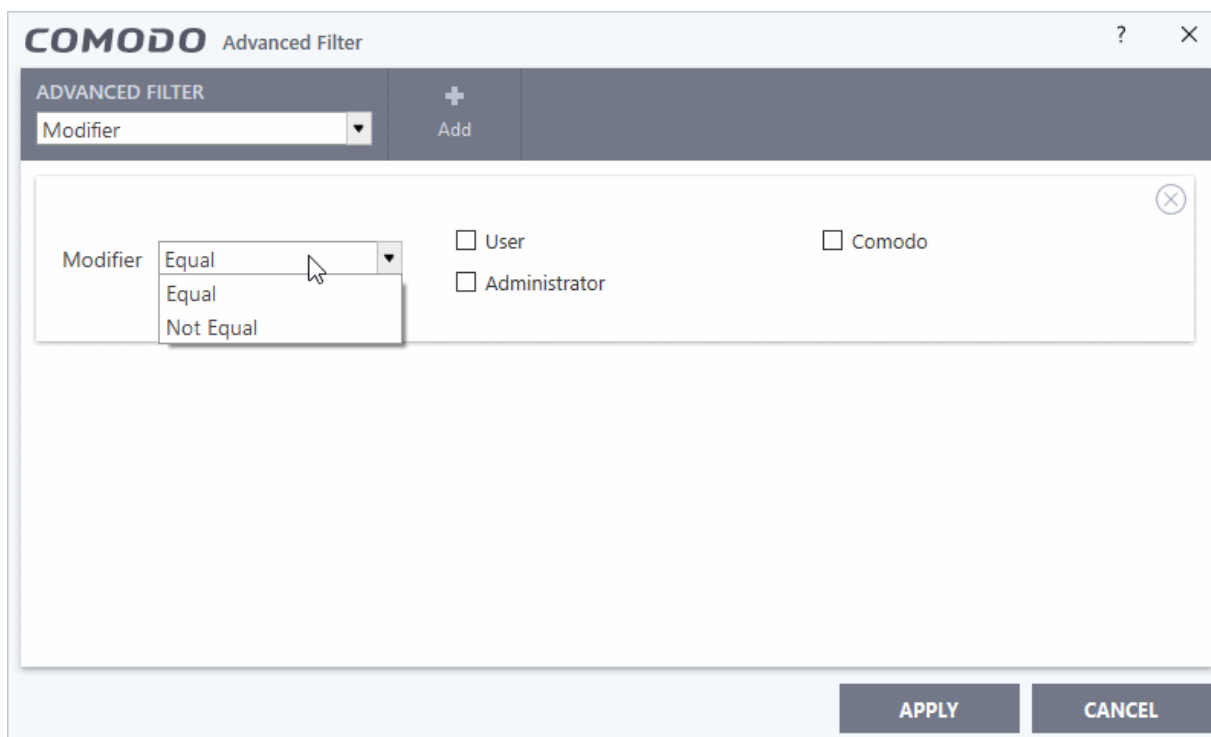 COMODO Advanced Filter ?
ADVANCED FILTER
Modifier
Add
Modifier
Equal
Equal
Not Equal
User
Comodo
Administrator
APPLY
CANCEL